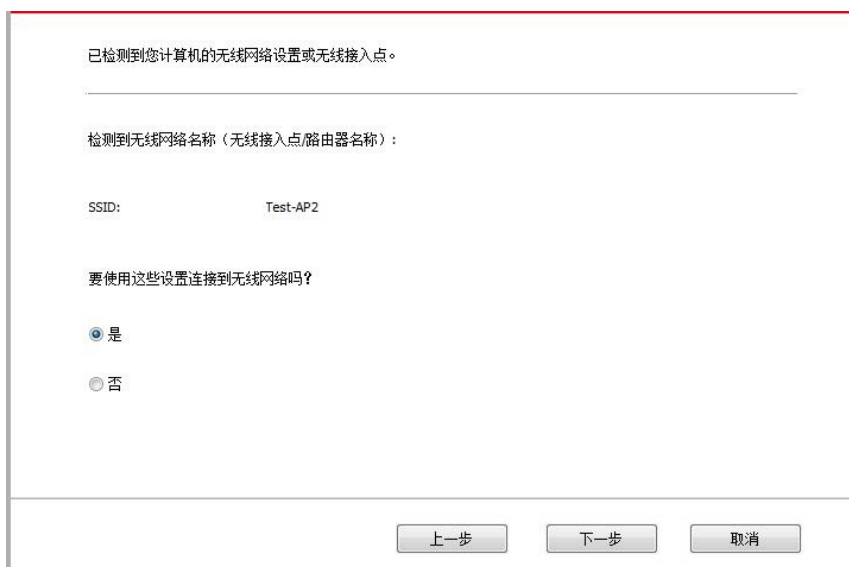 已检测到您计算机的无线网络设置或无线接入点。
检测到无线网络名称（无线接入点/路由器名称）:
SSID: Test-AP2
要使用这些设置连接到无线网络吗?
是
否
上一步 下一步 取消